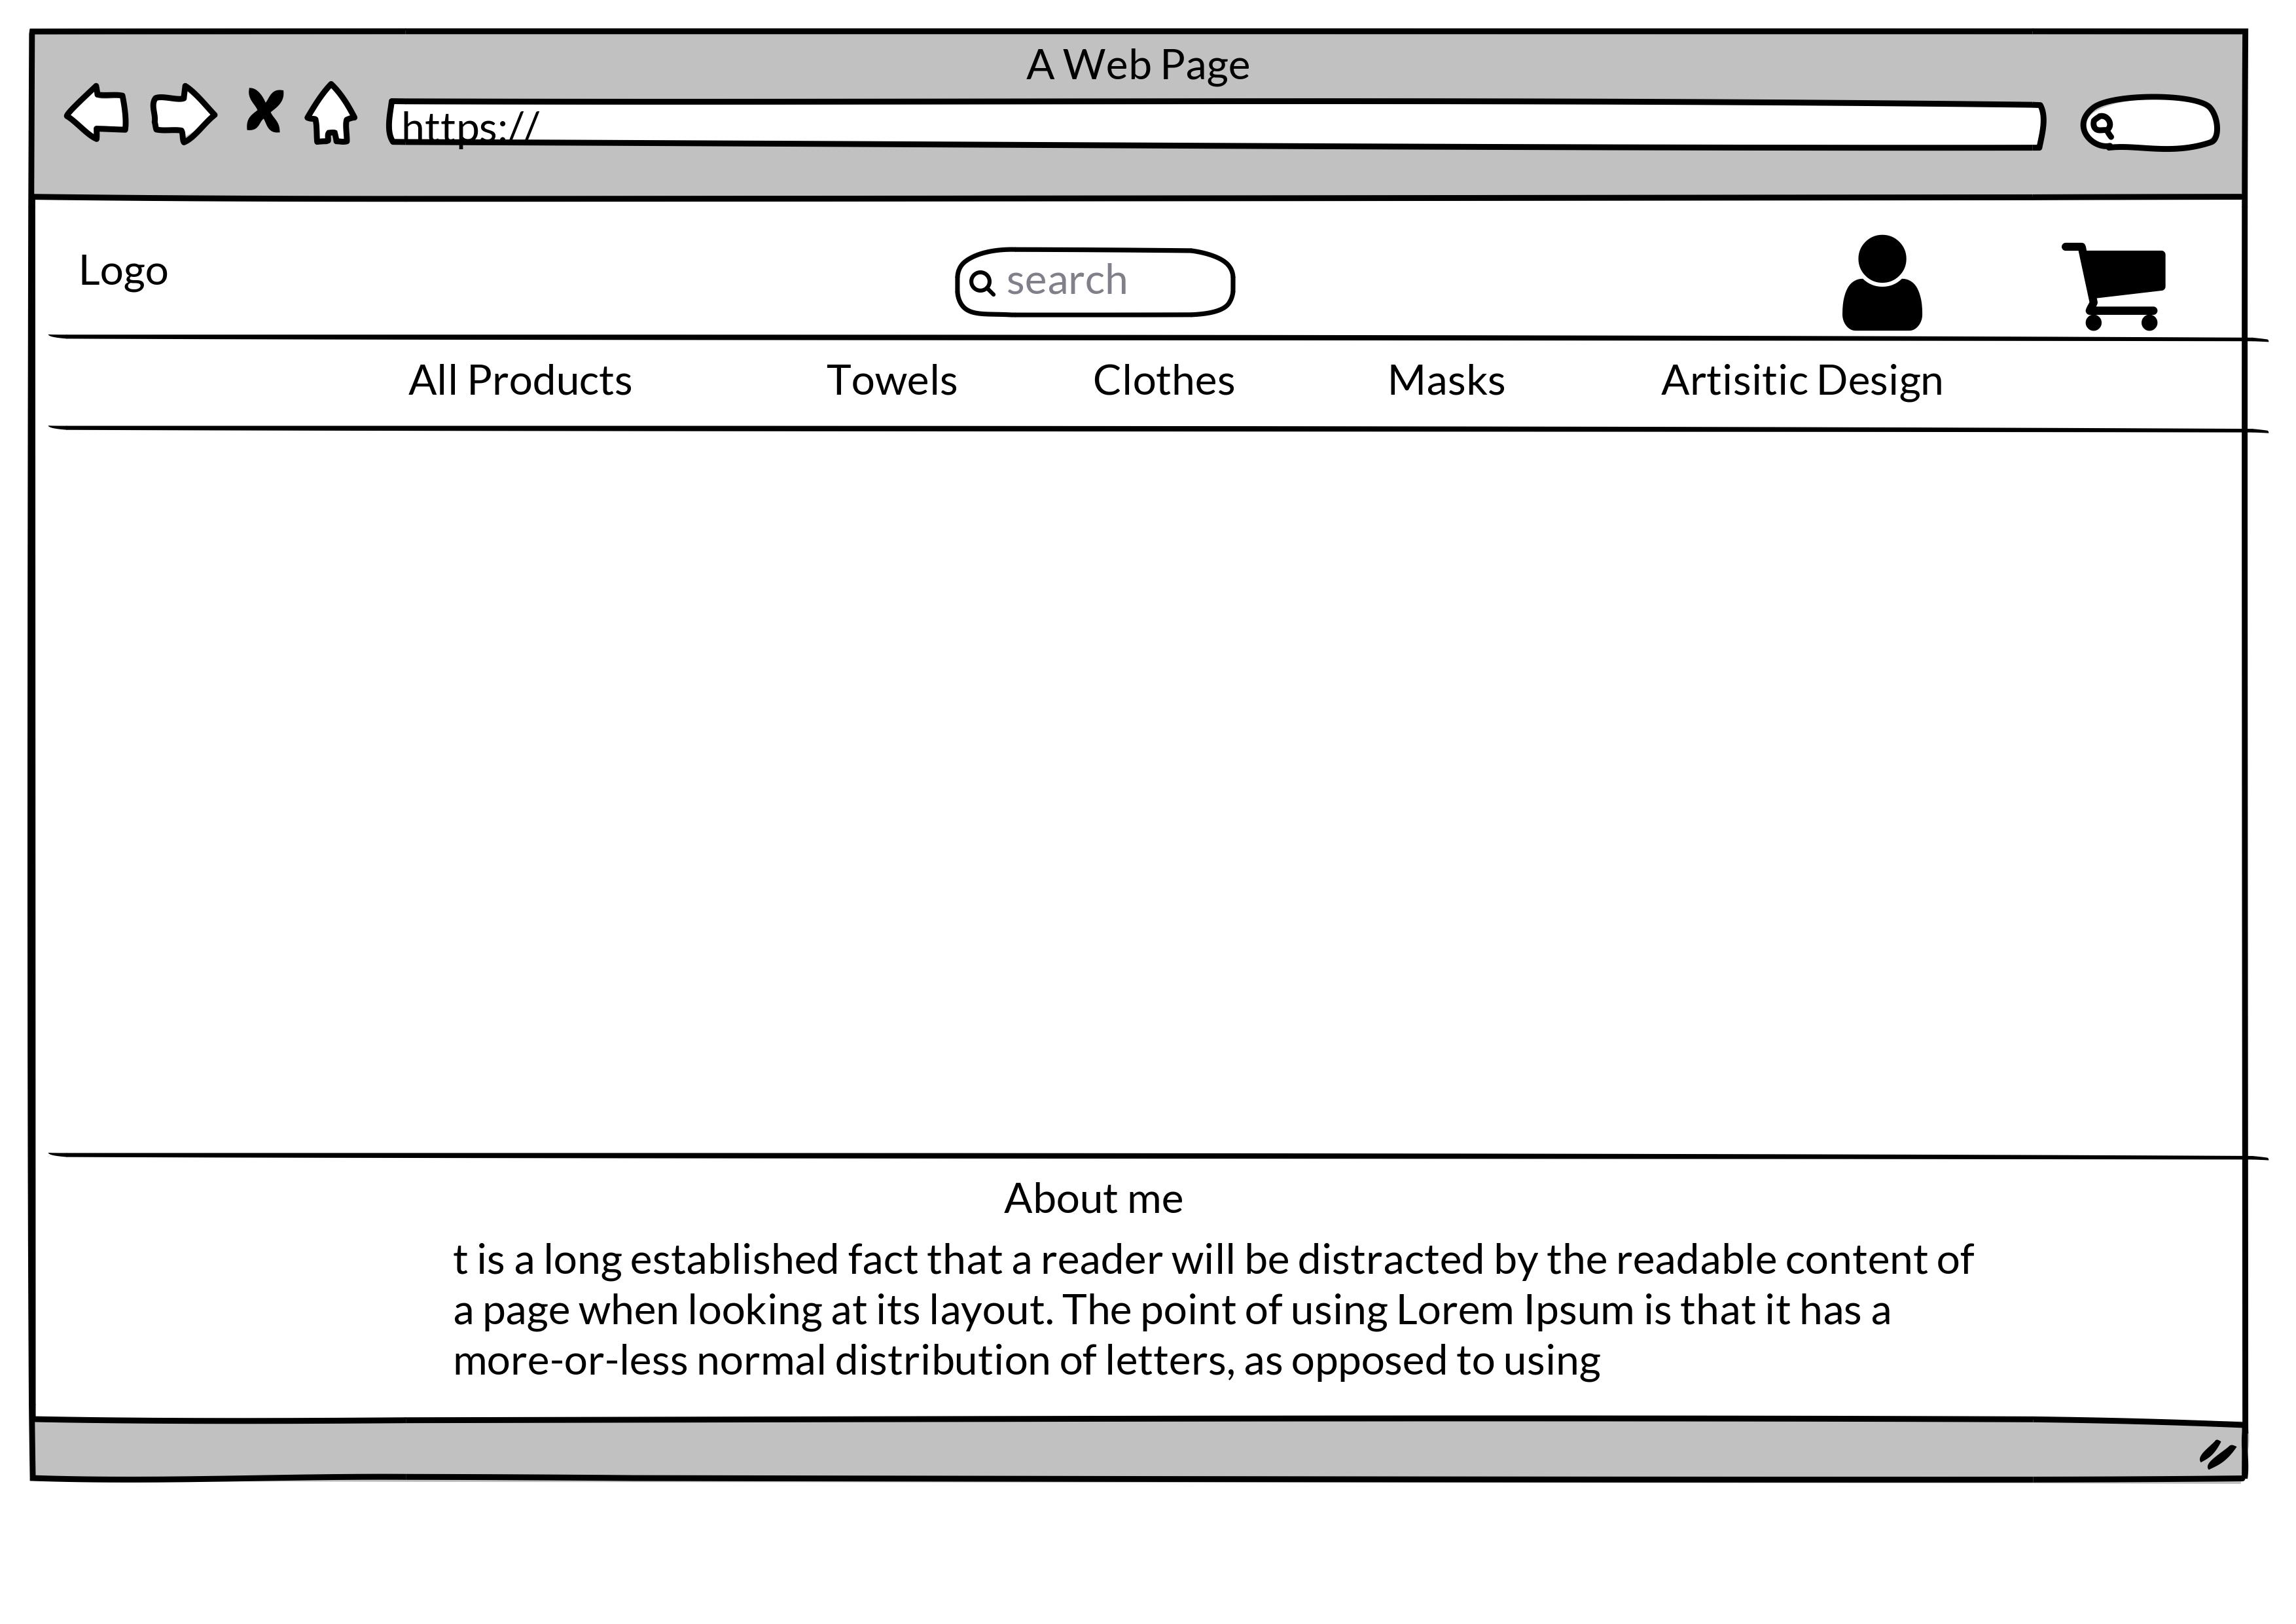 A Web Page
https://
Logo
search
All Products Towels Clothes Masks Artisitic Design
About me
t is a long established fact that a reader will be distracted by the readable content of
a page when looking at its layout. The point of using Lorem Ipsum is that it has a
more-or-less normal distribution of letters, as opposed to using